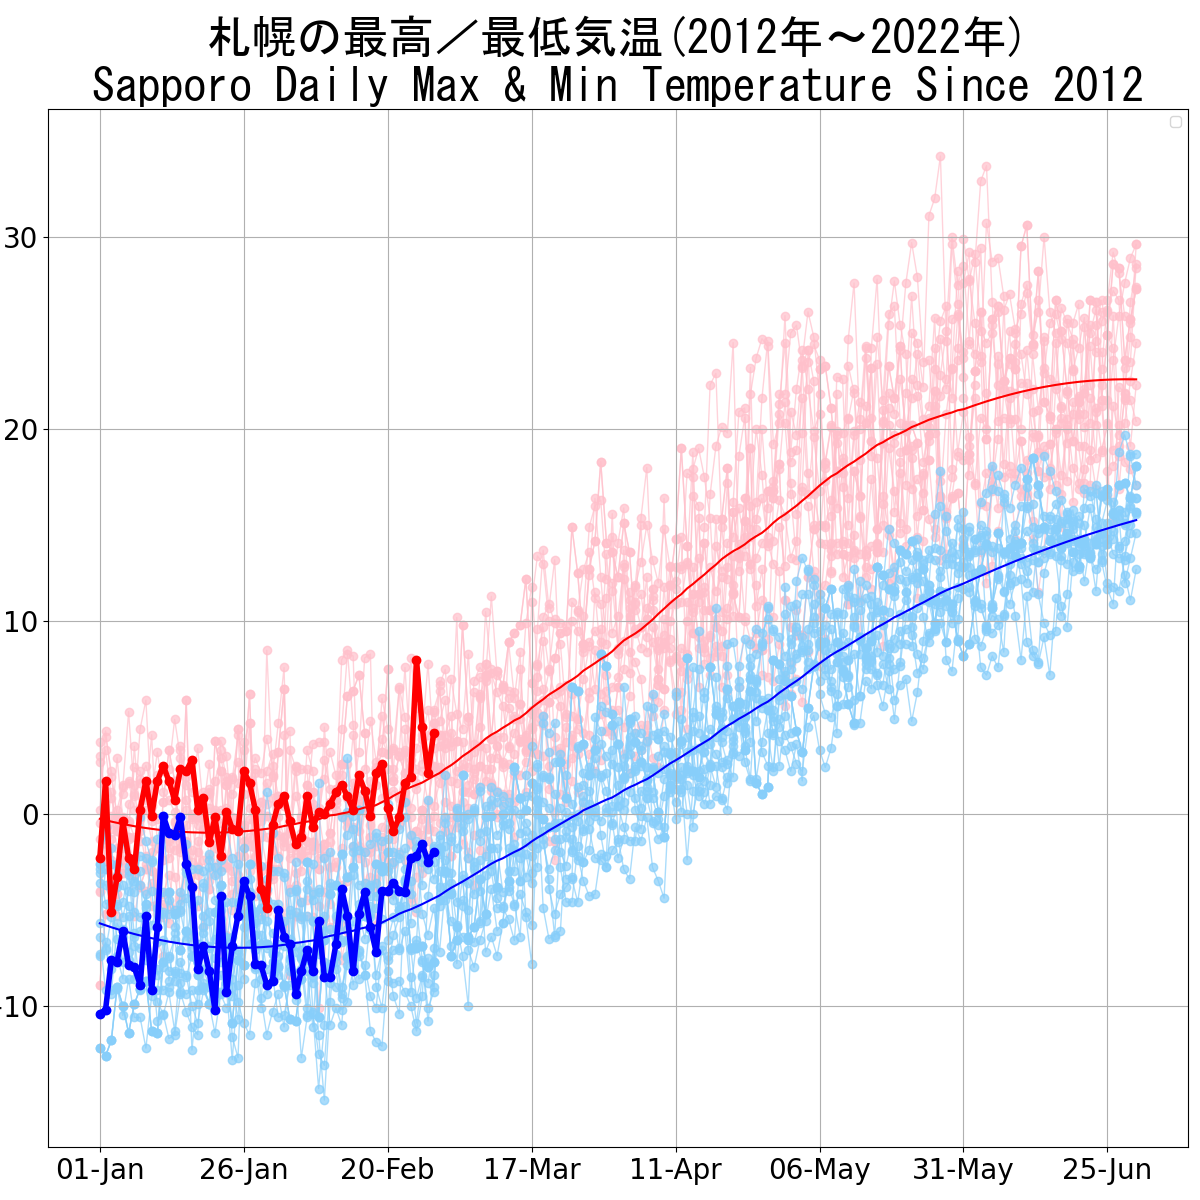 札幌の最高／最低気温(2012年～2022年)
Sapporo Daily Max & Min Temperature Since 2012
30
20
10
0
-10
01-Jan 26-Jan 20-Feb 17-Mar 11-Apr 06-May 31-May 25-Jun